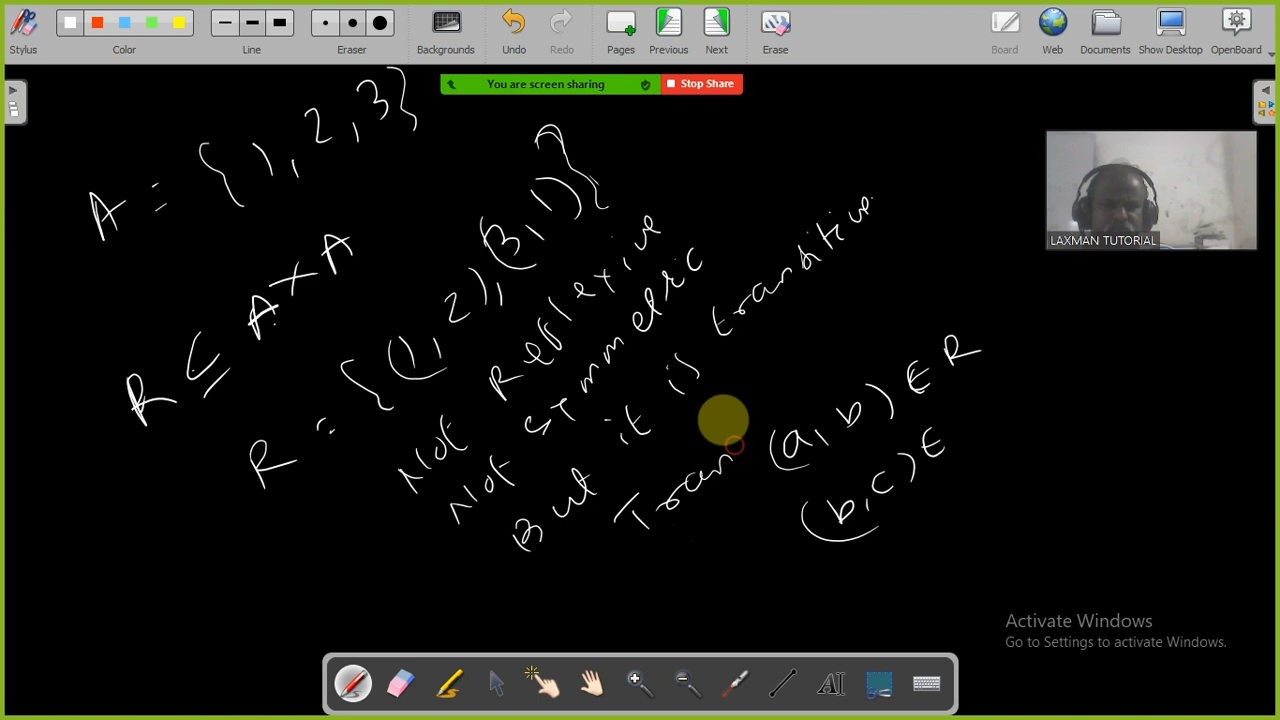 Stylus
Color
Line
Eraser
Backgrounds
Undo
Redo
Pages
Previous
Next
Erase
Board
Web
Documents
Show Desktop
OpenBoard
You are screen sharing
Stop Share
LAXMAN TUTORIAL
A = {1, 2, 3}
R ⊆ A × A
R = {(1, 2), (3, 1)}
Not Reflexive
Not symmetric
But it is transitive
Tran (a, b) ∈ R
(b, c) ∈
Activate Windows
Go to Settings to activate Windows.
AI